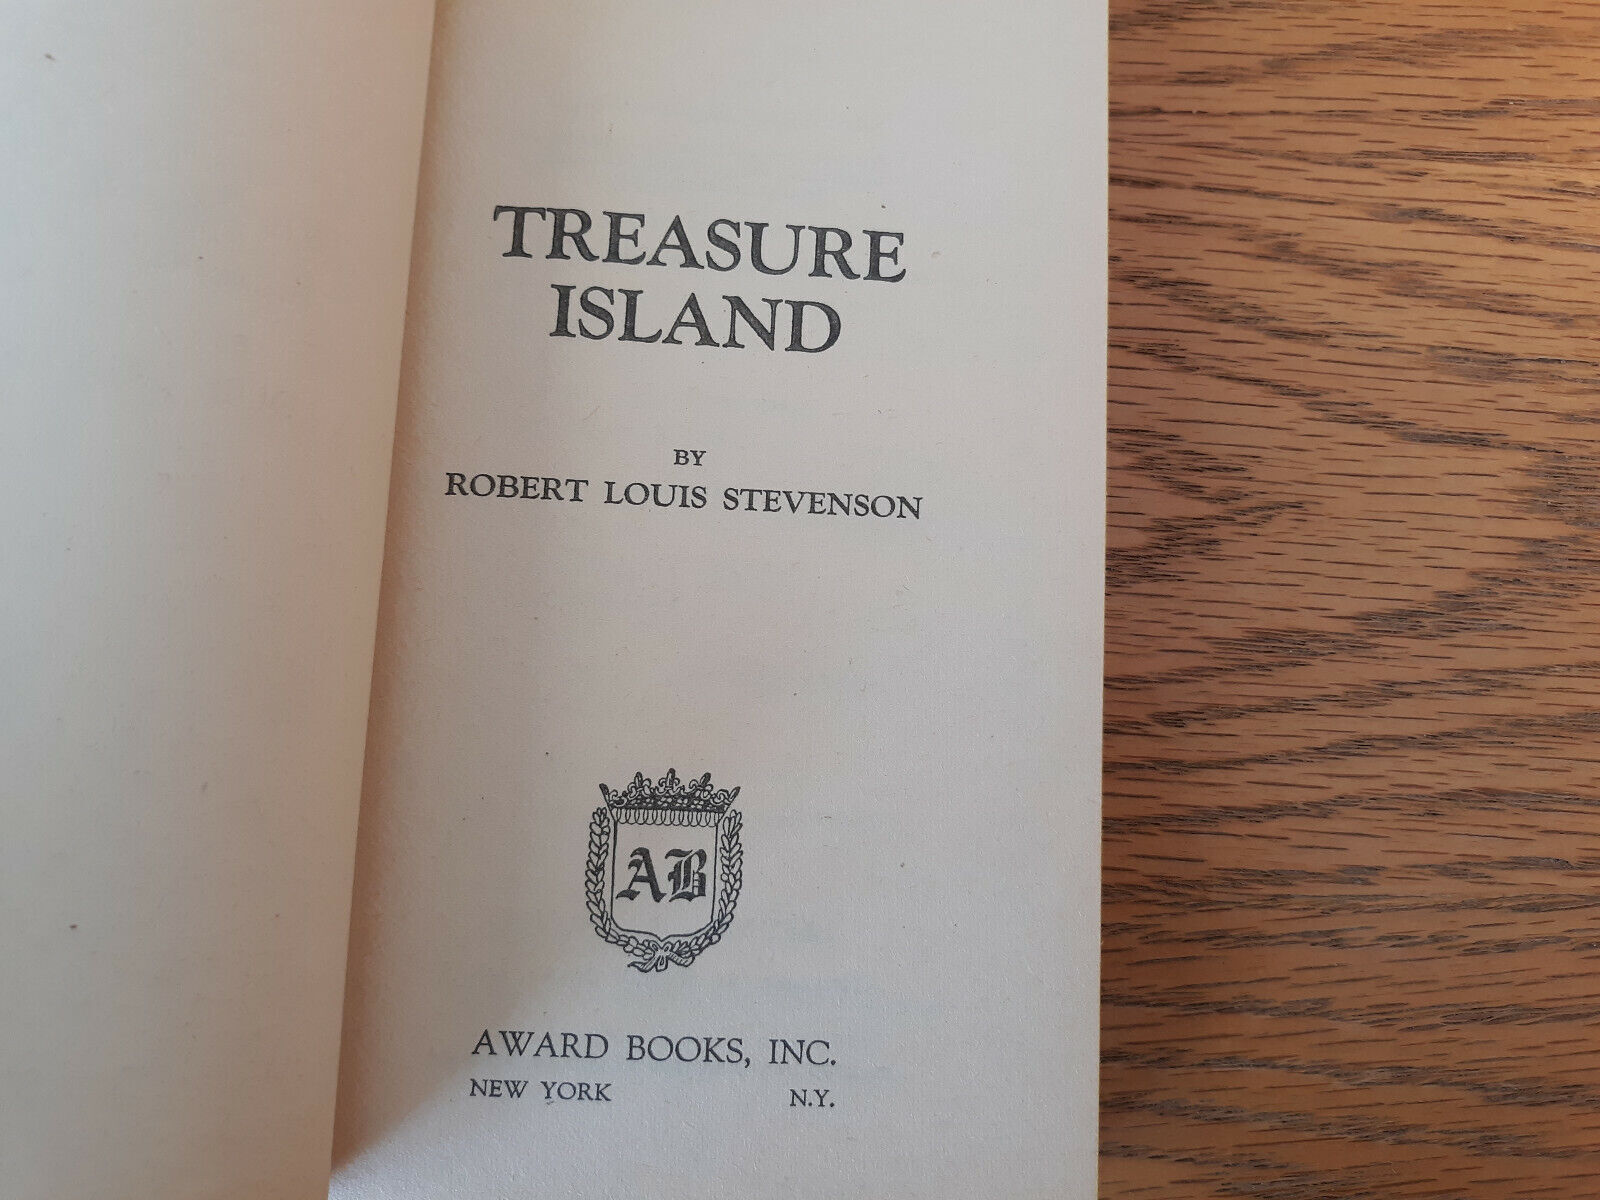 TREASURE
ISLAND
BY
ROBERT LOUIS STEVENSON
AB
AWARD BOOKS, INC.
NEW YORK N.Y.